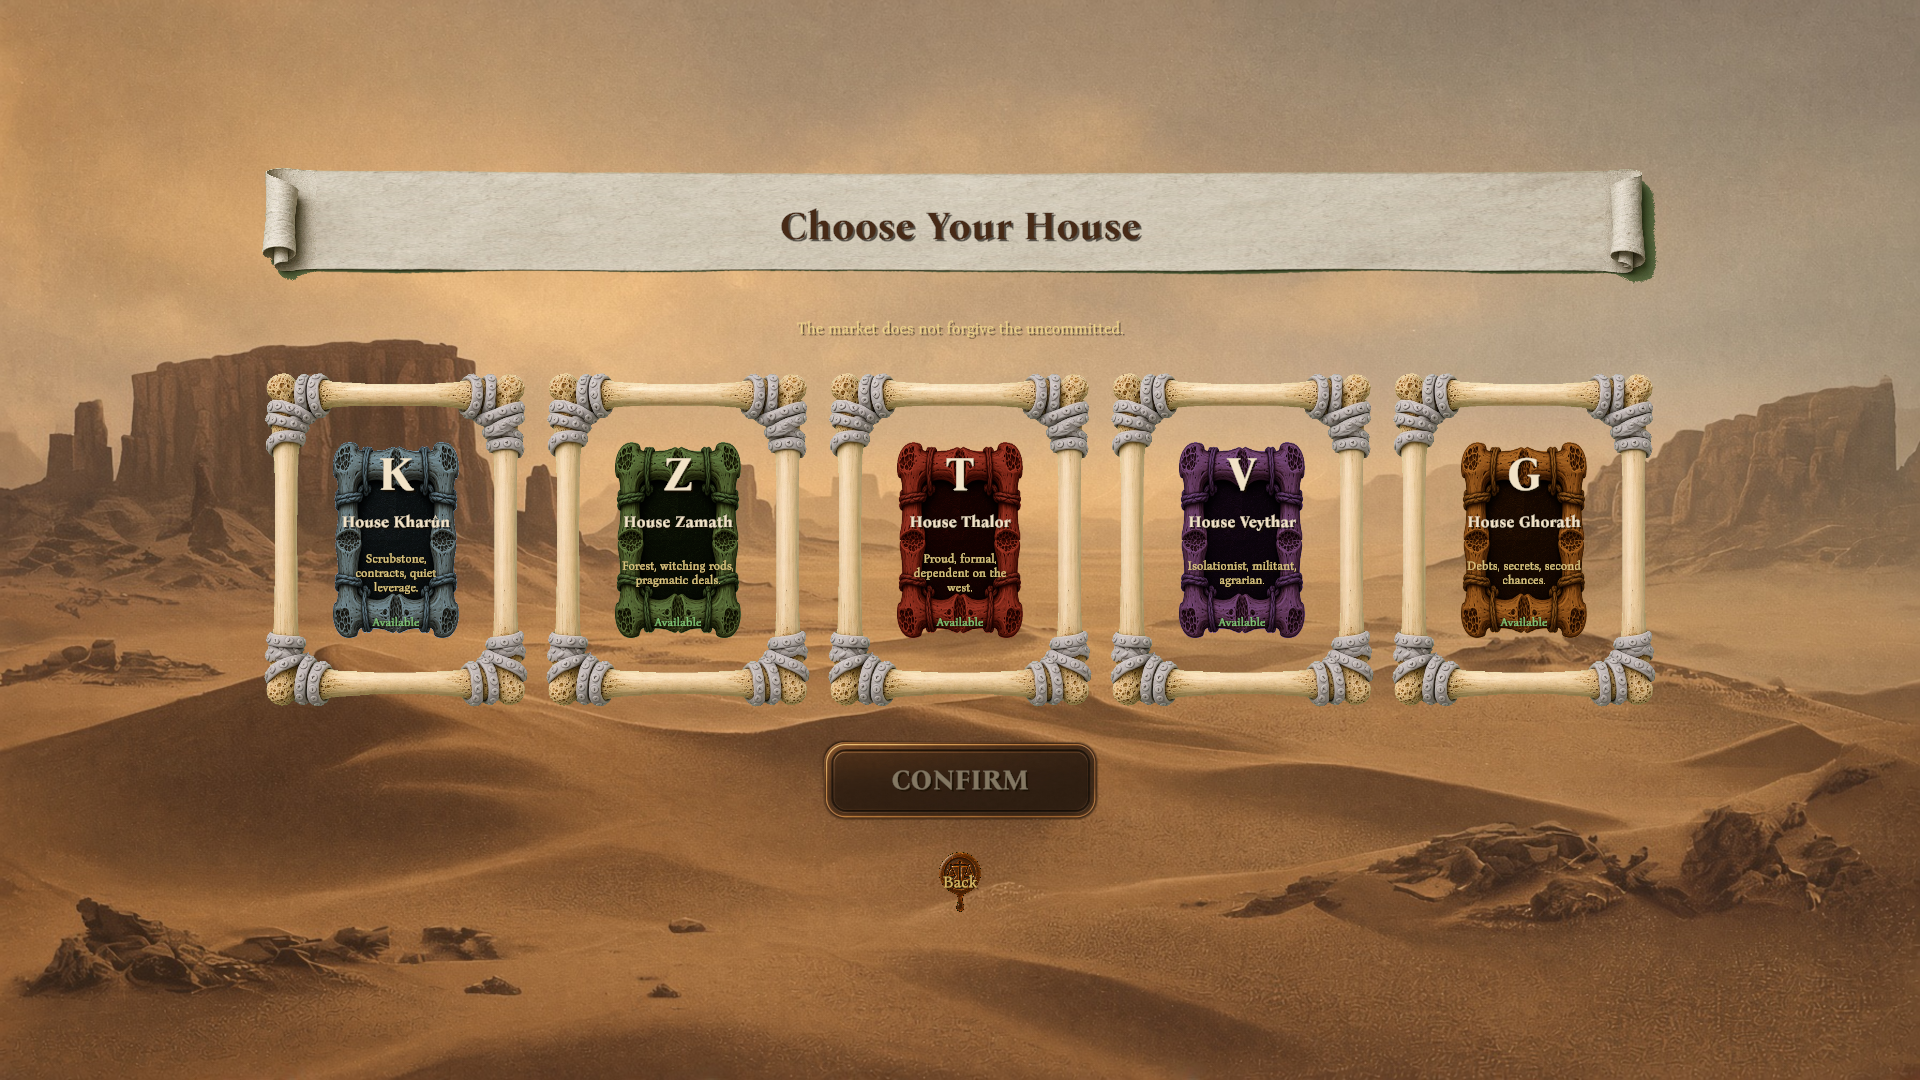 Choose Your House
The market does not forgive the uncommitted.
K
House Kharûn
Scrubstone,
contracts, quiet
leverage.
Available
Z
House Zamath
Forest, witching rods,
pragmatic deals.
Available
T
House Thalor
Proud, formal,
dependent on the
west.
Available
V
House Veythar
Isolationist, militant,
agrarian.
Available
G
House Ghorath
Debts, secrets, second
chances.
Available
CONFIRM
Back